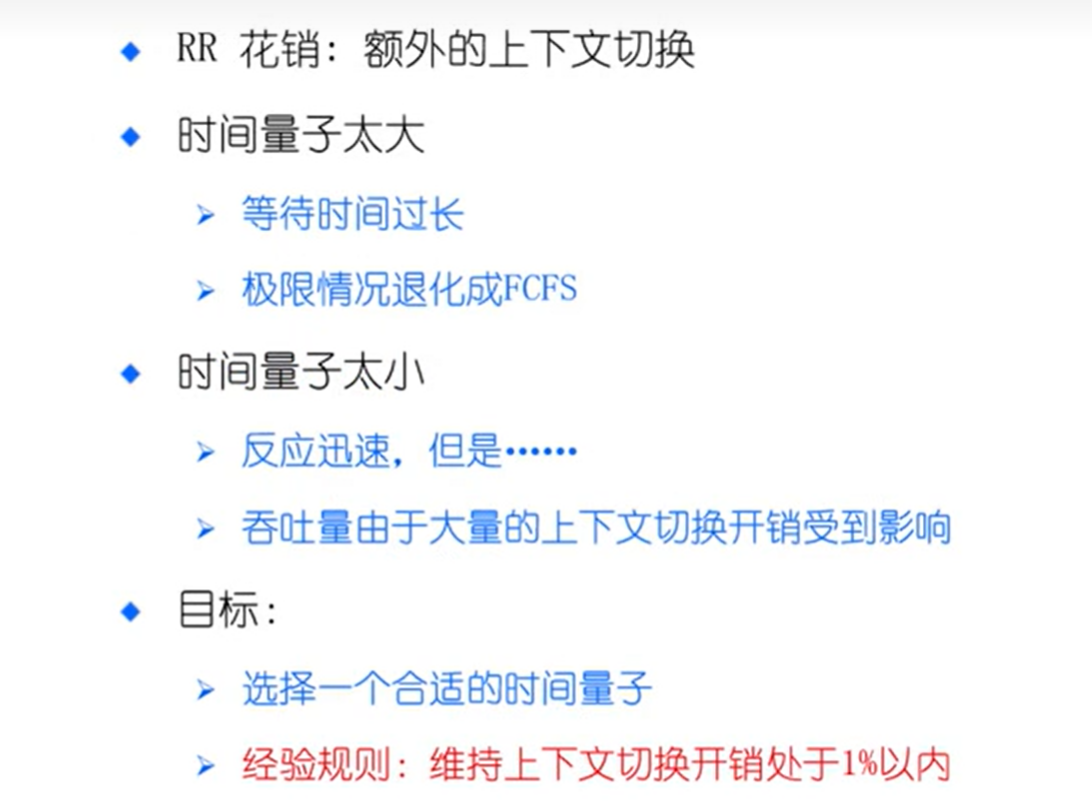 RR 花销：额外的上下文切换
时间量子太大
等待时间过长
极限情况退化成FCFS
时间量子太小
反应迅速，但是……
吞吐量由于大量的上下文切换开销受到影响
目标：
选择一个合适的时间量子
经验规则：维持上下文切换开销处于1%以内